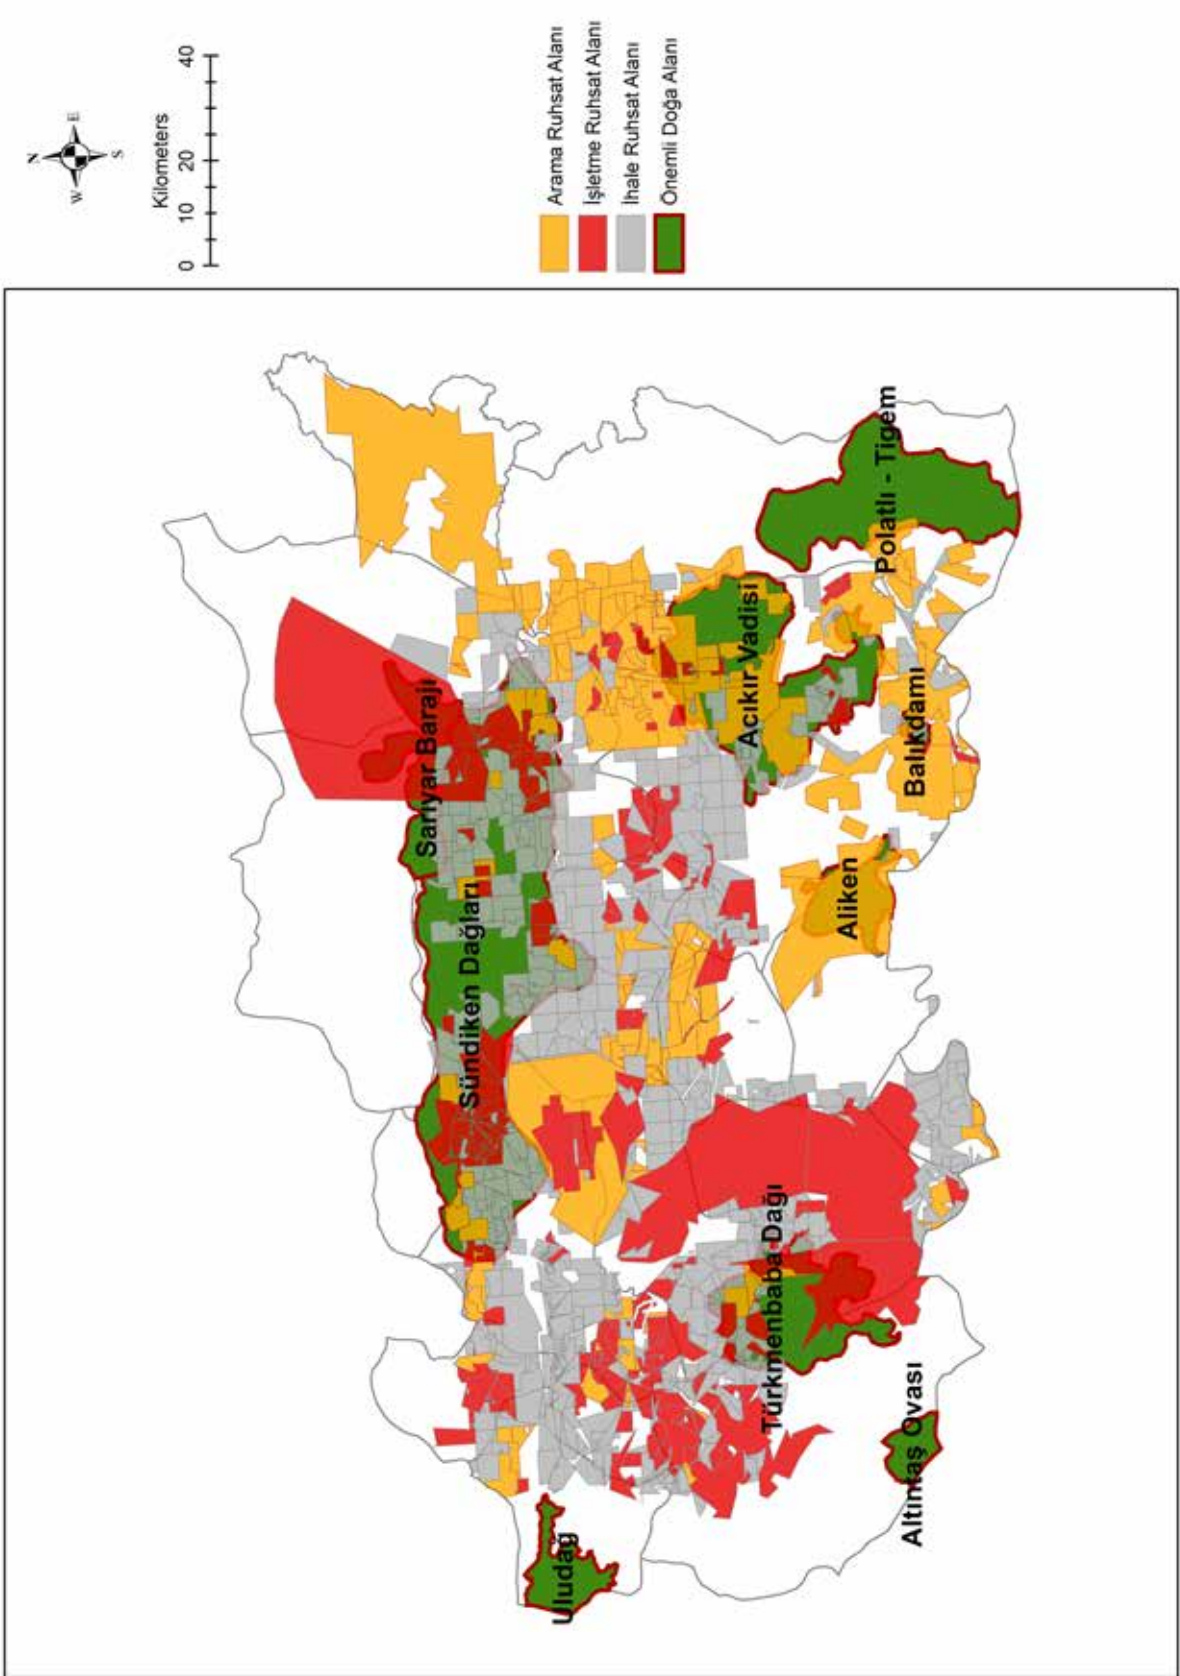 N
W
E
S
Kilometers
0 10 20 40
Arama Ruhsat Alanı
İşletme Ruhsat Alanı
İhale Ruhsat Alanı
Önemli Doğa Alanı
Sarıyar Barajı
Sündiken Dağları
Polatlı - Tigem
Acıkır Vadisi
Balıkdamı
Aliken
Türkmenbaba Dağı
Altıntaş Ovası
Uludağ